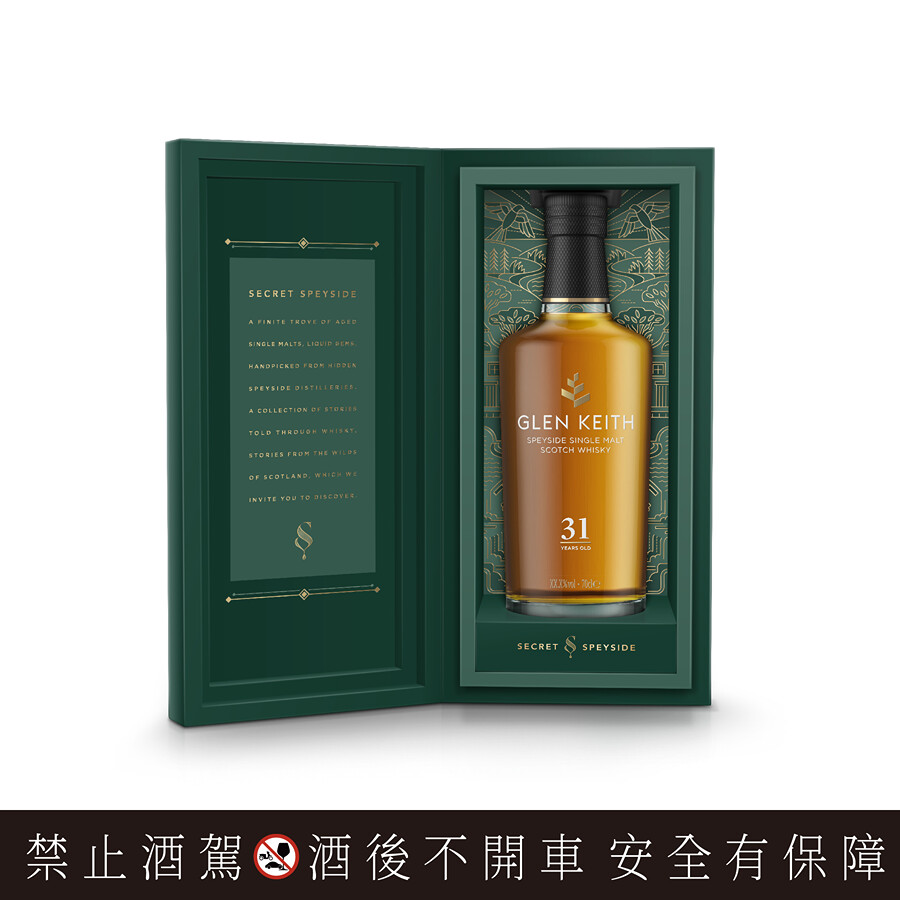 SECRET SPEYSIDE
A FINITE TROVE OF AGED
SINGLE MALTS, LIQUID GEMS,
HANDPICKED FROM HIDDEN
SPEYSIDE DISTILLERIES.
A COLLECTION OF STORIES
TOLD THROUGH WHISKY,
STORIES FROM THE WILDS
OF SCOTLAND, WHICH WE
INVITE YOU TO DISCOVER.
GLEN KEITH
SPEYSIDE SINGLE MALT
SCOTCH WHISKY
31
YEARS OLD
XX.X%vol - 70cl e
SECRET S SPEYSIDE
禁止酒駕 酒後不開車 安全有保障